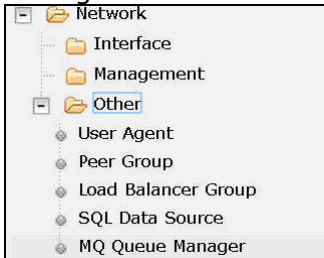 Network
Interface
Management
Other
User Agent
Peer Group
Load Balancer Group
SQL Data Source
MQ Queue Manager